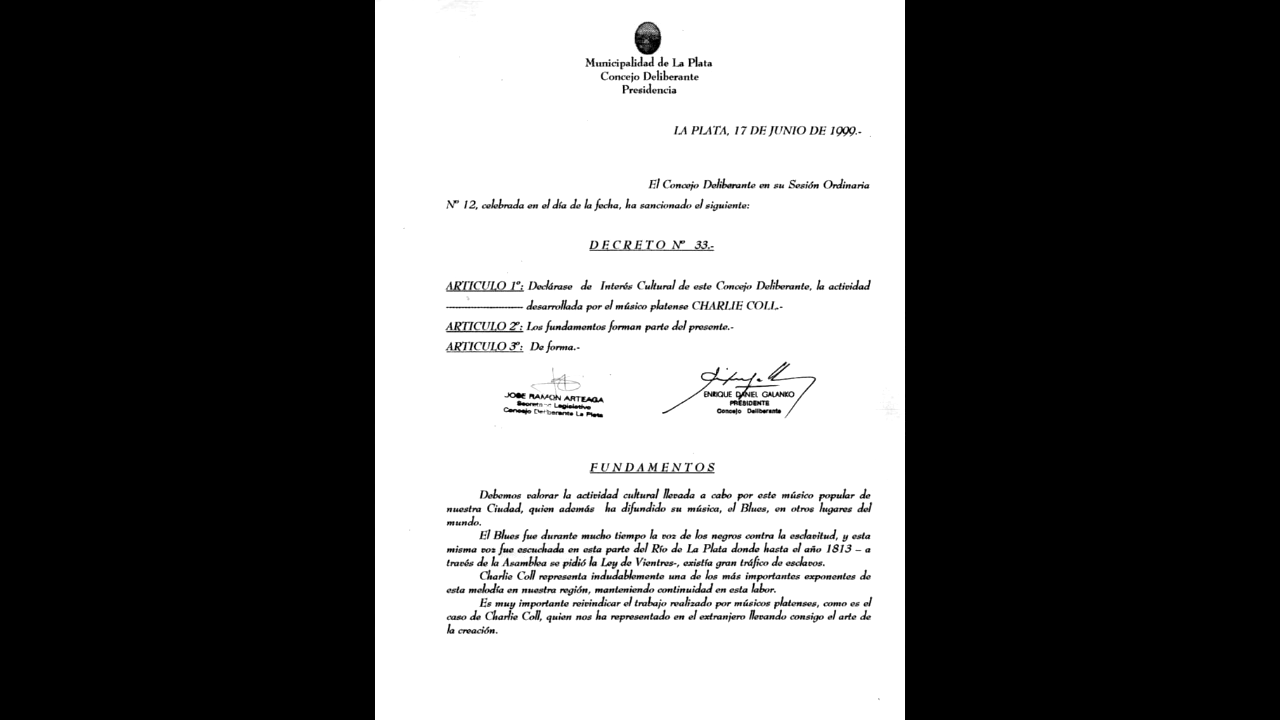 Municipalidad de La Plata
Concejo Deliberante
Presidencia
LA PLATA, 17 DE JUNIO DE 1999.-
El Concejo Deliberante en su Sesión Ordinaria
Nº 12, celebrada en el día de la fecha, ha sancionado el siguiente:
D E C R E T O Nº 33.-
ARTICULO 1º: Declárase de Interés Cultural de este Concejo Deliberante, la actividad
------------------------- desarrollada por el músico platense CHARLIE COLL.-
ARTICULO 2º: Los fundamentos forman parte del presente.-
ARTICULO 3º: De forma.-
JOSE RAMON ARTEAGA
Secretario Legislativo
Concejo Deliberante La Plata
ENRIQUE DANIEL GALANKO
PRESIDENTE
Concejo Deliberante
F U N D A M E N T O S
Debemos valorar la actividad cultural llevada a cabo por este músico popular de
nuestra Ciudad, quien además ha difundido su música, el Blues, en otros lugares del
mundo.
El Blues fue durante mucho tiempo la voz de los negros contra la esclavitud, y esta
misma voz fue escuchada en esta parte del Río de La Plata donde hasta el año 1813 – a
través de la Asamblea se pidió la Ley de Vientres-, existía gran tráfico de esclavos.
Charlie Coll representa indudablemente una de los más importantes exponentes de
esta melodía en nuestra región, manteniendo continuidad en esta labor.
Es muy importante reivindicar el trabajo realizado por músicos platenses, como es el
caso de Charlie Coll, quien nos ha representado en el extranjero llevando consigo el arte de
la creación.